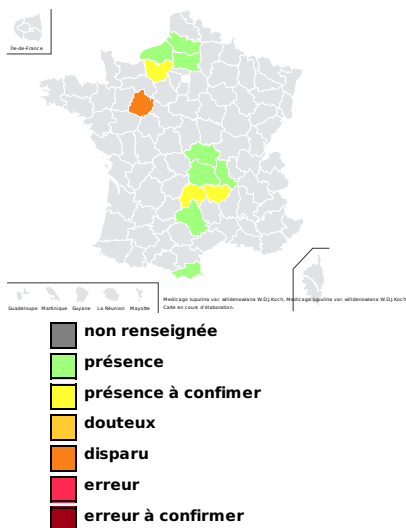 Île-de-France
Guadeloupe Martinique Guyane La Réunion Mayotte
Medicago lupulina var. willdenowiana W.D.J.Koch, Medicago lupulina var. willdenowiana W.D.J.Koch
Carte en cours d'élaboration.
non renseignée
présence
présence à confimer
douteux
disparu
erreur
erreur à confirmer